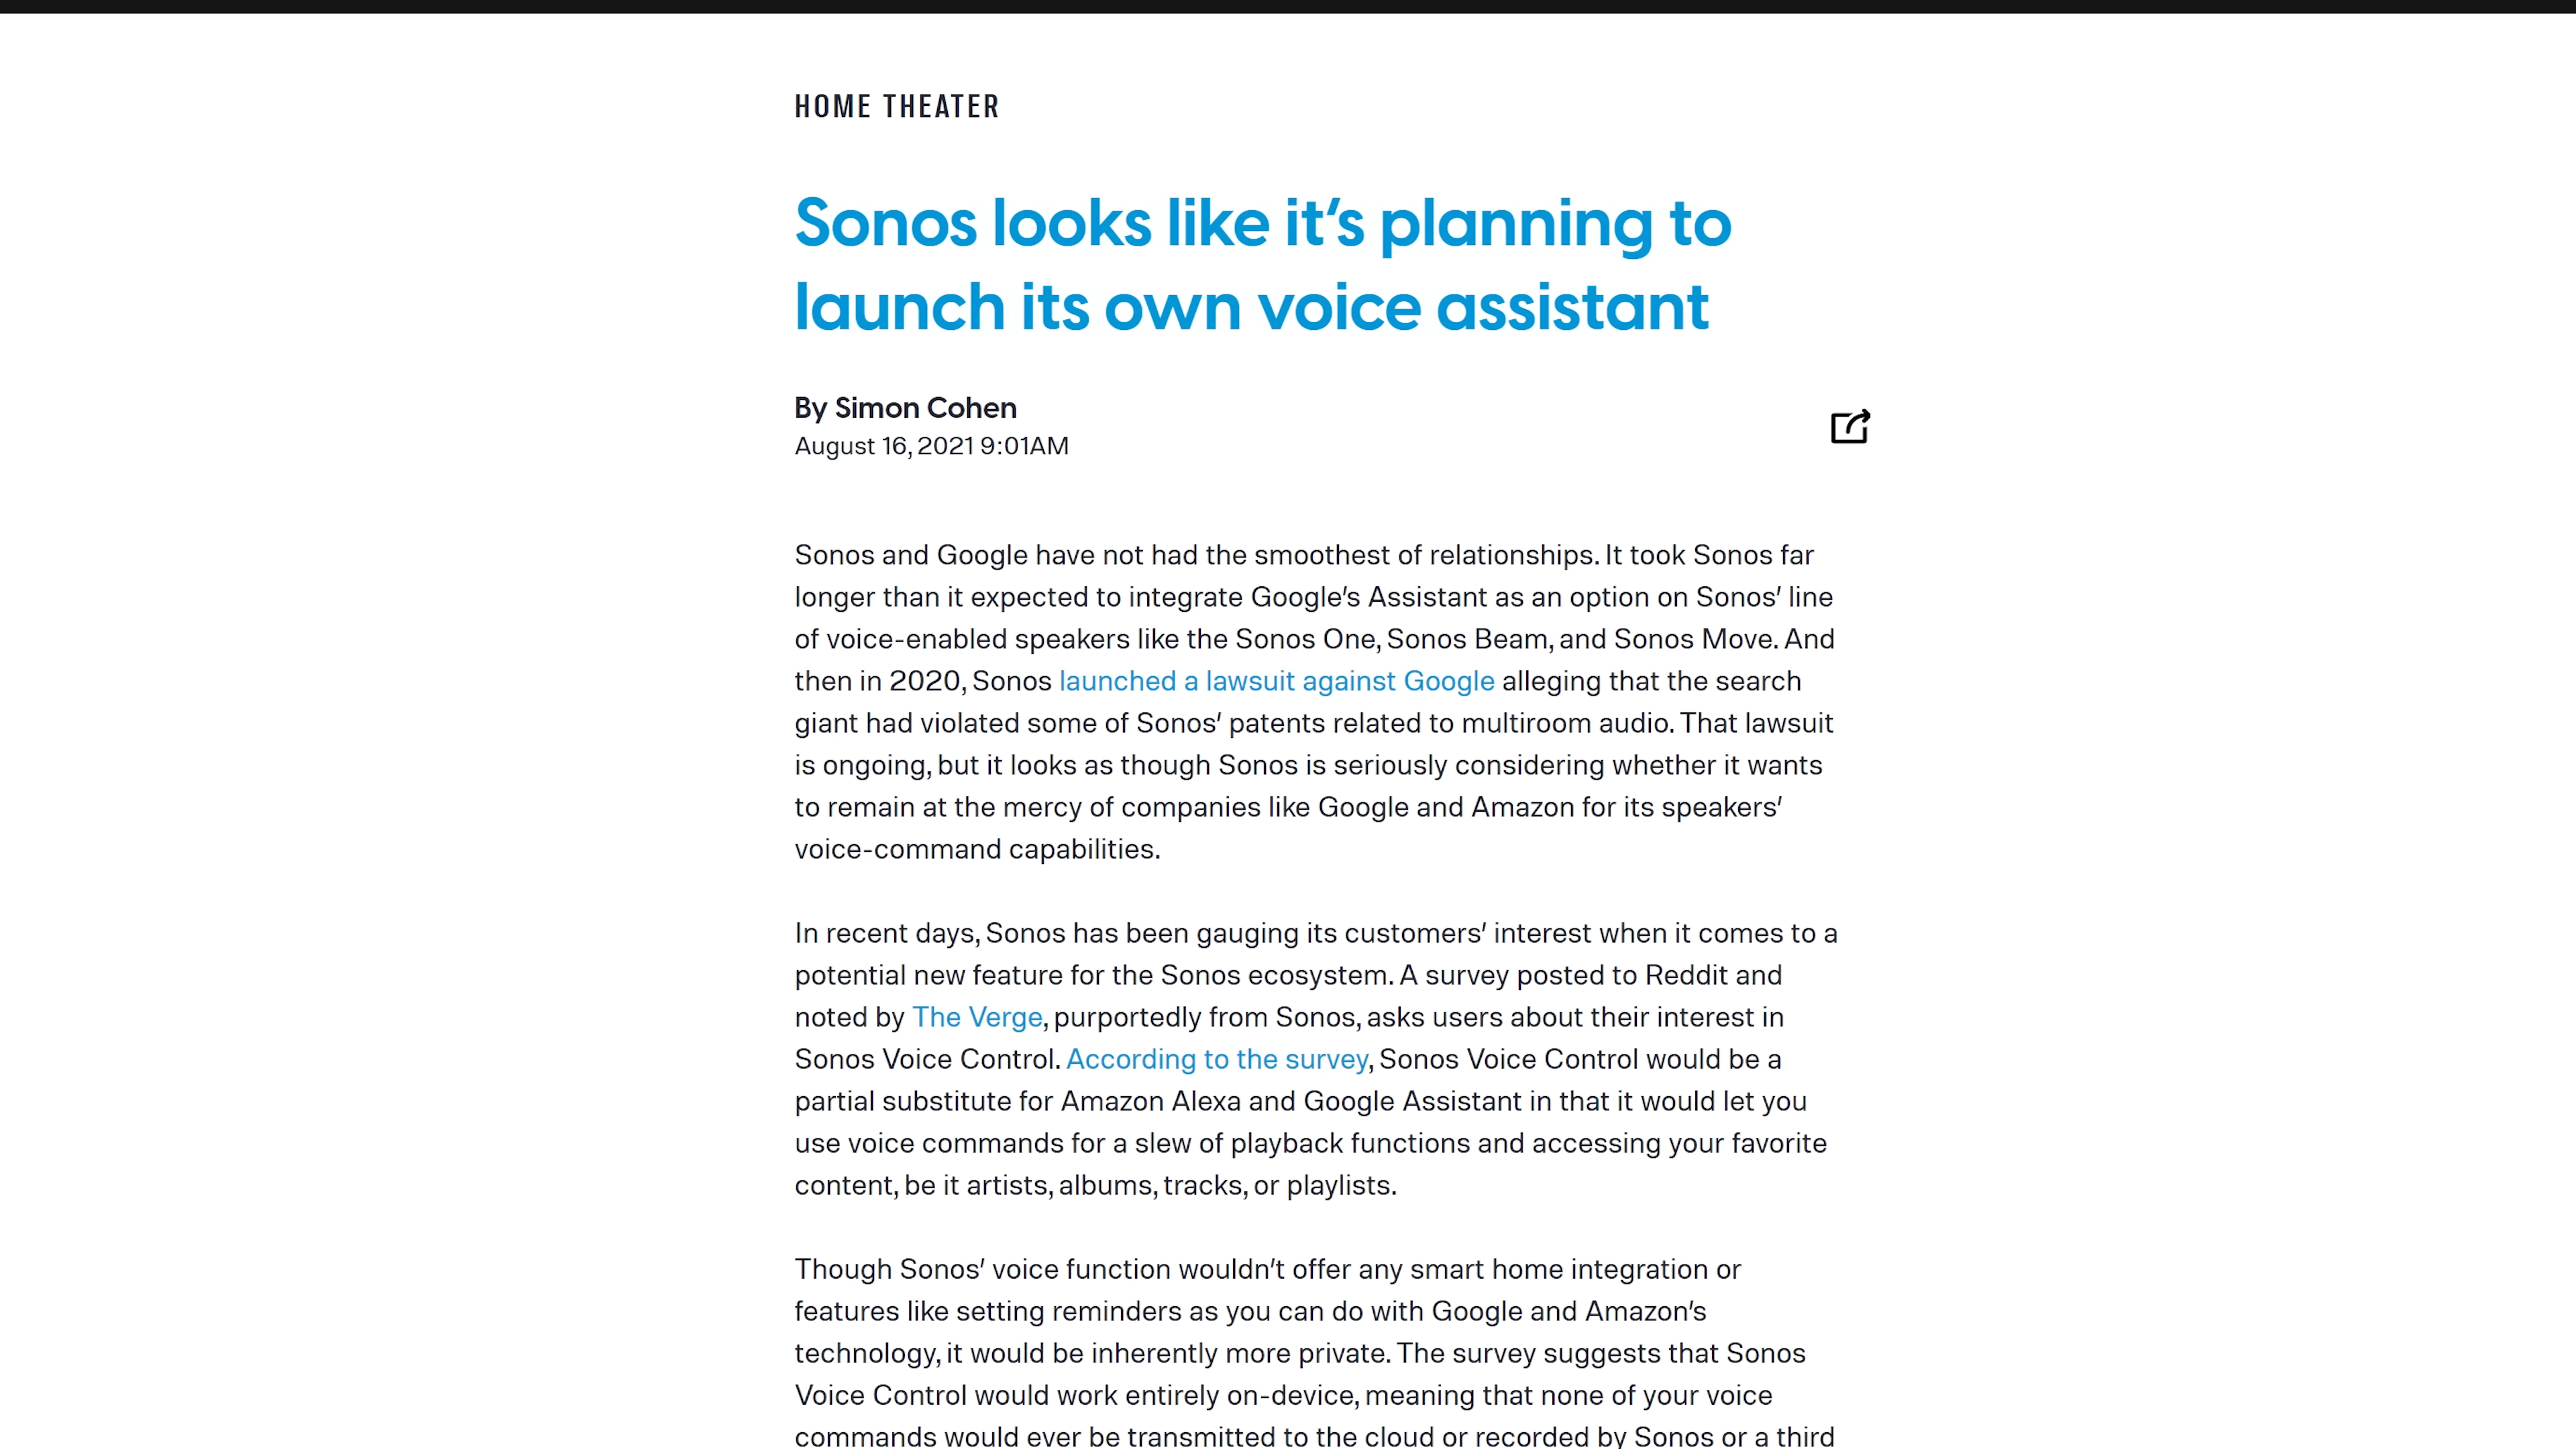 HOME THEATER
Sonos looks like it’s planning to
launch its own voice assistant
By Simon Cohen
August 16, 2021 9:01AM
Sonos and Google have not had the smoothest of relationships. It took Sonos far
longer than it expected to integrate Google’s Assistant as an option on Sonos’ line
of voice-enabled speakers like the Sonos One, Sonos Beam, and Sonos Move. And
then in 2020, Sonos launched a lawsuit against Google alleging that the search
giant had violated some of Sonos’ patents related to multiroom audio. That lawsuit
is ongoing, but it looks as though Sonos is seriously considering whether it wants
to remain at the mercy of companies like Google and Amazon for its speakers’
voice-command capabilities.
In recent days, Sonos has been gauging its customers’ interest when it comes to a
potential new feature for the Sonos ecosystem. A survey posted to Reddit and
noted by The Verge, purportedly from Sonos, asks users about their interest in
Sonos Voice Control. According to the survey, Sonos Voice Control would be a
partial substitute for Amazon Alexa and Google Assistant in that it would let you
use voice commands for a slew of playback functions and accessing your favorite
content, be it artists, albums, tracks, or playlists.
Though Sonos’ voice function wouldn’t offer any smart home integration or
features like setting reminders as you can do with Google and Amazon’s
technology, it would be inherently more private. The survey suggests that Sonos
Voice Control would work entirely on-device, meaning that none of your voice
commands would ever be transmitted to the cloud or recorded by Sonos or a third